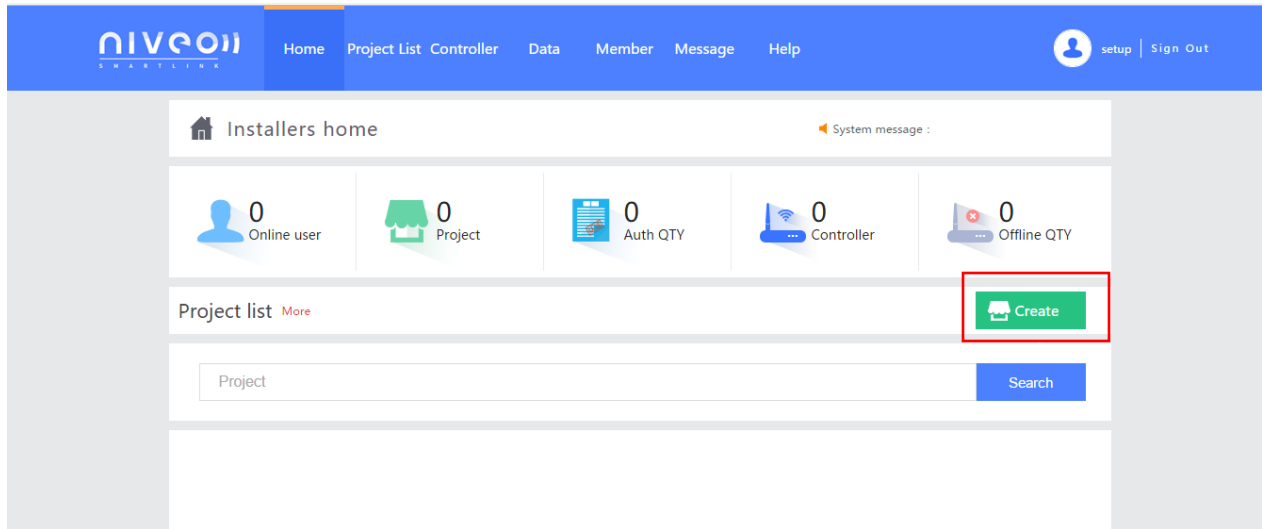 niveo
SMARTLINK
Home Project List Controller Data Member Message Help
setup | Sign Out
Installers home
System message :
0
Online user
0
Project
0
Auth QTY
0
Controller
0
Offline QTY
Project list More
Create
Project
Search